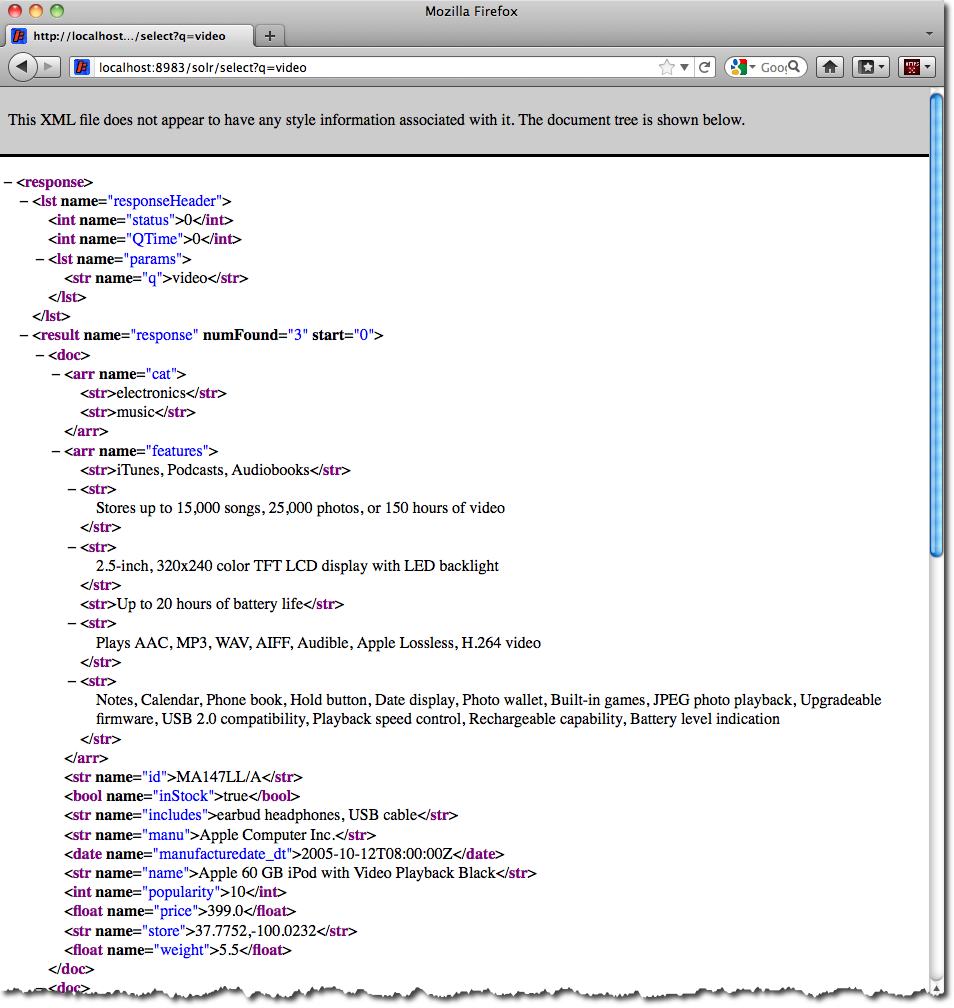 Mozilla Firefox
http://localhost.../select?q=video
localhost:8983/solr/select?q=video
Goo
This XML file does not appear to have any style information associated with it. The document tree is shown below.
– <response>
– <lst name="responseHeader">
<int name="status">0</int>
<int name="QTime">0</int>
– <lst name="params">
<str name="q">video</str>
</lst>
</lst>
– <result name="response" numFound="3" start="0">
– <doc>
– <arr name="cat">
<str>electronics</str>
<str>music</str>
</arr>
– <arr name="features">
<str>iTunes, Podcasts, Audiobooks</str>
– <str>
Stores up to 15,000 songs, 25,000 photos, or 150 hours of video
</str>
– <str>
2.5-inch, 320x240 color TFT LCD display with LED backlight
</str>
<str>Up to 20 hours of battery life</str>
– <str>
Plays AAC, MP3, WAV, AIFF, Audible, Apple Lossless, H.264 video
</str>
– <str>
Notes, Calendar, Phone book, Hold button, Date display, Photo wallet, Built-in games, JPEG photo playback, Upgradeable
firmware, USB 2.0 compatibility, Playback speed control, Rechargeable capability, Battery level indication
</str>
</arr>
<str name="id">MA147LL/A</str>
<bool name="inStock">true</bool>
<str name="includes">earbud headphones, USB cable</str>
<str name="manu">Apple Computer Inc.</str>
<date name="manufacturedate_dt">2005-10-12T08:00:00Z</date>
<str name="name">Apple 60 GB iPod with Video Playback Black</str>
<int name="popularity">10</int>
<float name="price">399.0</float>
<str name="store">37.7752,-100.0232</str>
<float name="weight">5.5</float>
</doc>
– <doc>